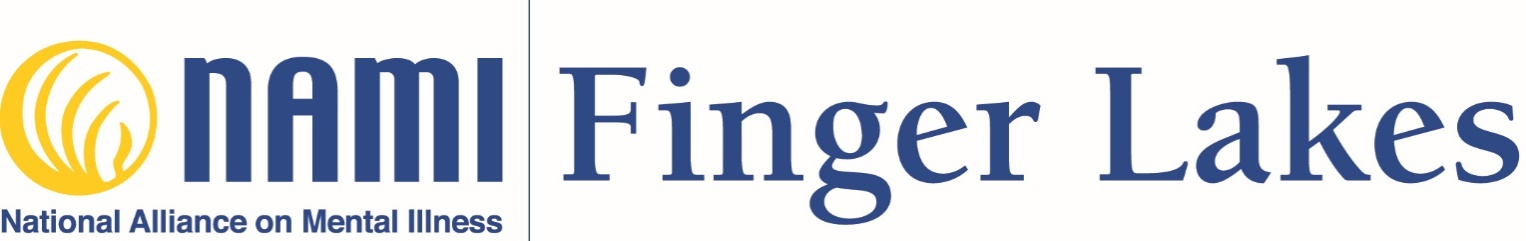 NAMI
National Alliance on Mental Illness
Finger Lakes